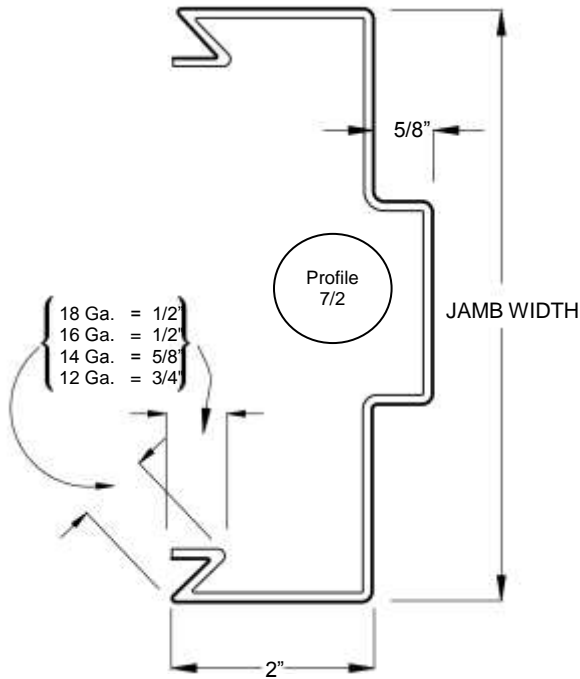 5/8”
Profile
7/2
18 Ga. = 1/2"
16 Ga. = 1/2"
14 Ga. = 5/8"
12 Ga. = 3/4"
JAMB WIDTH
2”